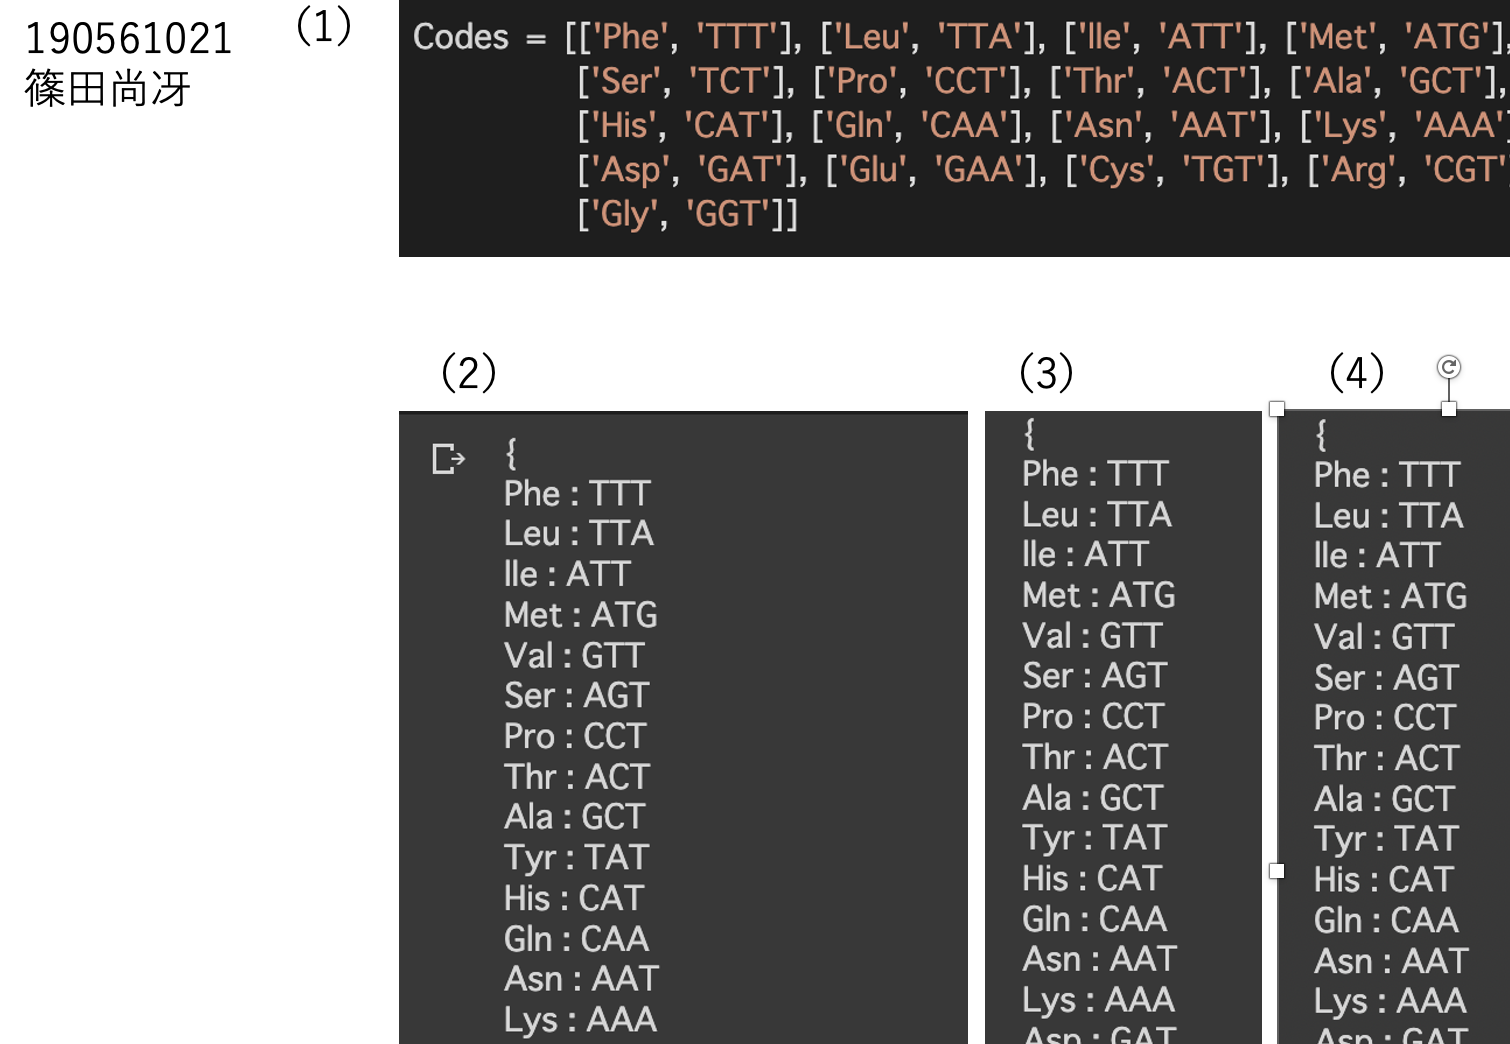 190561021
篠田尚冴
(1)
Codes = [['Phe', 'TTT'], ['Leu', 'TTA'], ['Ile', 'ATT'], ['Met', 'ATG'],
['Ser', 'TCT'], ['Pro', 'CCT'], ['Thr', 'ACT'], ['Ala', 'GCT'],
['His', 'CAT'], ['Gln', 'CAA'], ['Asn', 'AAT'], ['Lys', 'AAA']
['Asp', 'GAT'], ['Glu', 'GAA'], ['Cys', 'TGT'], ['Arg', 'CGT'
['Gly', 'GGT']]
(2)
{
Phe : TTT
Leu : TTA
Ile : ATT
Met : ATG
Val : GTT
Ser : AGT
Pro : CCT
Thr : ACT
Ala : GCT
Tyr : TAT
His : CAT
Gln : CAA
Asn : AAT
Lys : AAA
(3)
{
Phe : TTT
Leu : TTA
Ile : ATT
Met : ATG
Val : GTT
Ser : AGT
Pro : CCT
Thr : ACT
Ala : GCT
Tyr : TAT
His : CAT
Gln : CAA
Asn : AAT
Lys : AAA
Asp : GAT
(4)
{
Phe : TTT
Leu : TTA
Ile : ATT
Met : ATG
Val : GTT
Ser : AGT
Pro : CCT
Thr : ACT
Ala : GCT
Tyr : TAT
His : CAT
Gln : CAA
Asn : AAT
Lys : AAA
Asp : GAT